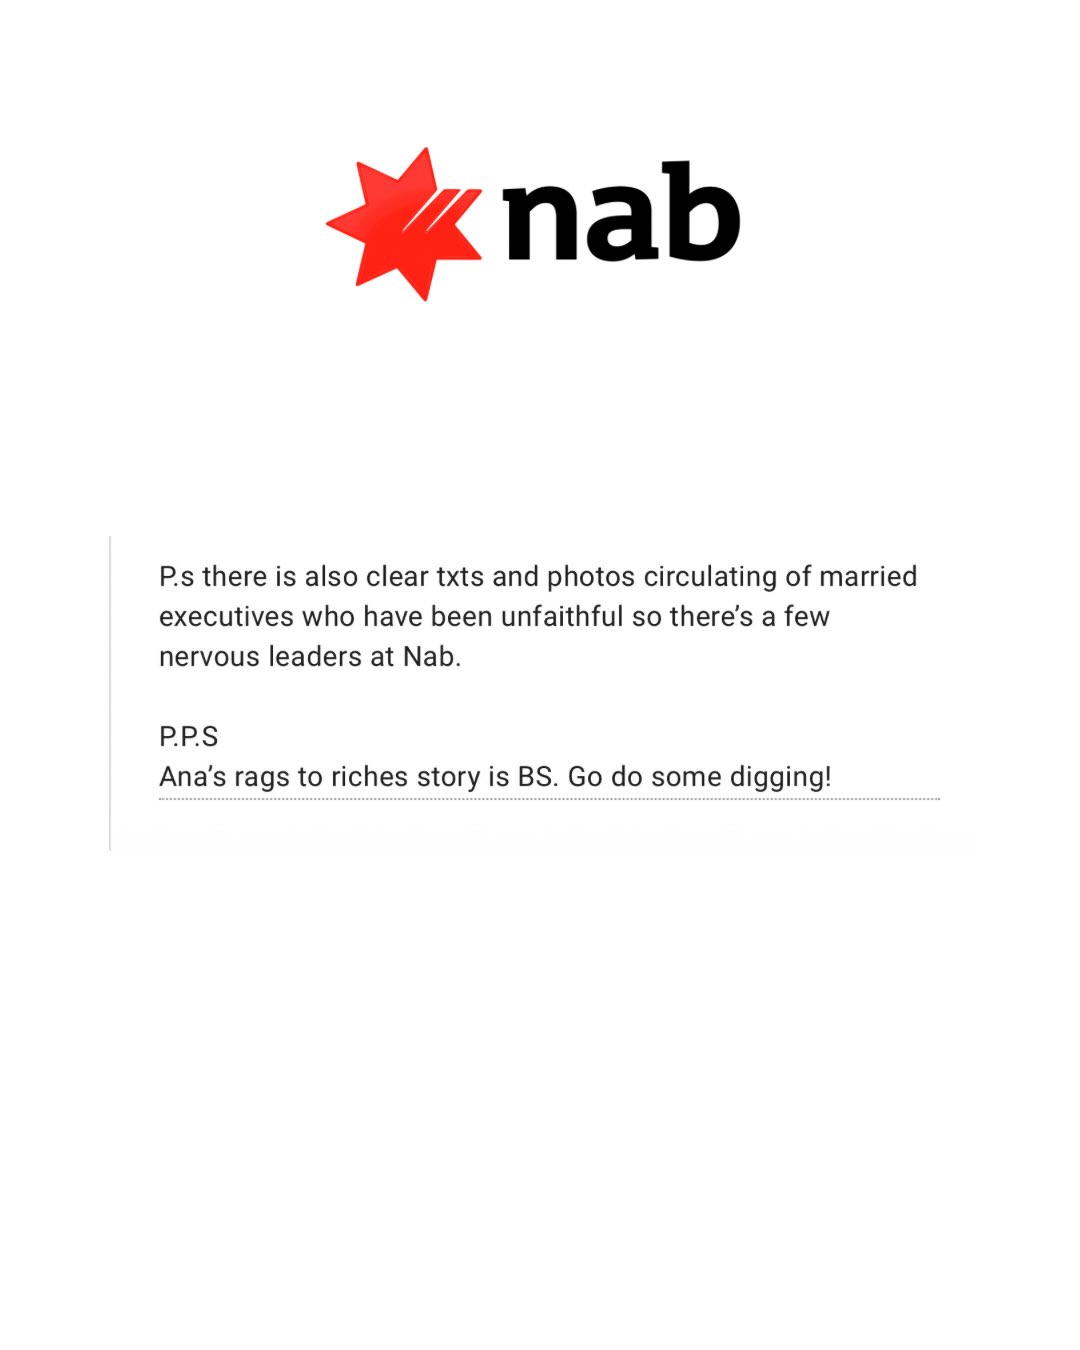 nab
P.s there is also clear txts and photos circulating of married
executives who have been unfaithful so there’s a few
nervous leaders at Nab.
P.P.S
Ana’s rags to riches story is BS. Go do some digging!